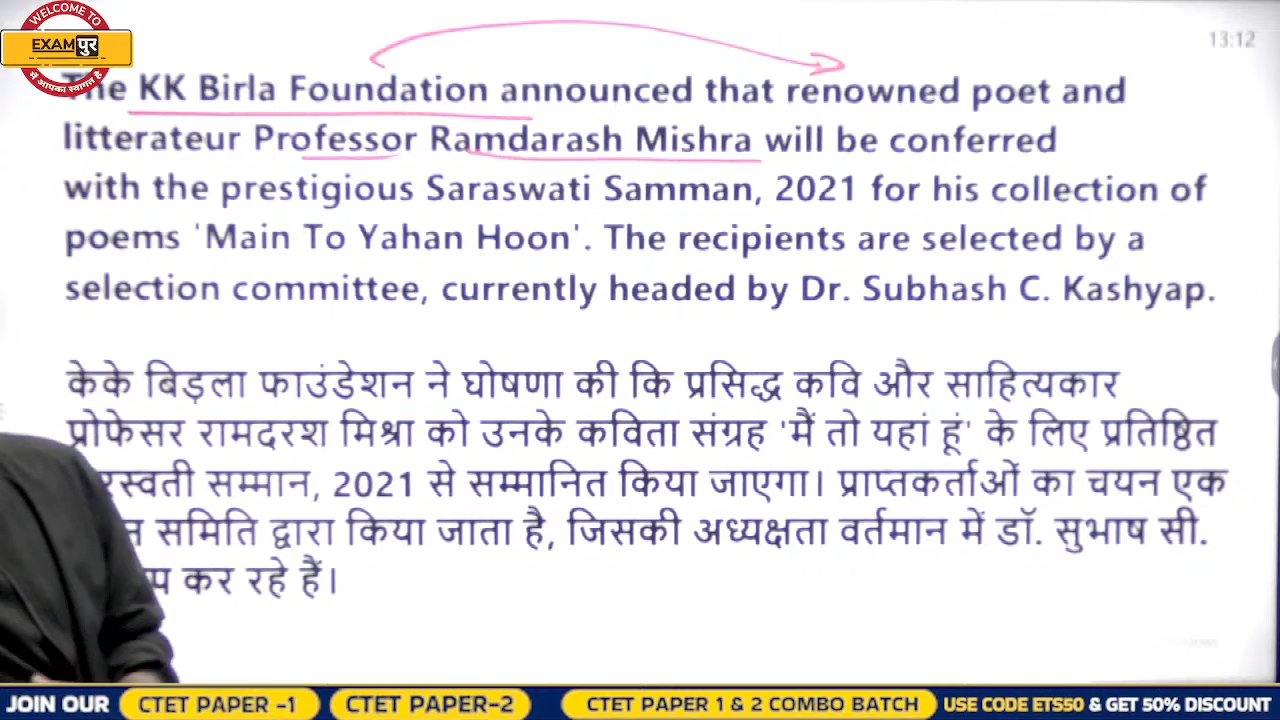 WELCOME TO
EXAMपुर
में आपका स्वागत है
13:12
The KK Birla Foundation announced that renowned poet and
litterateur Professor Ramdarash Mishra will be conferred
with the prestigious Saraswati Samman, 2021 for his collection of
poems 'Main To Yahan Hoon'. The recipients are selected by a
selection committee, currently headed by Dr. Subhash C. Kashyap.
केके बिड़ला फाउंडेशन ने घोषणा की कि प्रसिद्ध कवि और साहित्यकार
प्रोफेसर रामदरश मिश्रा को उनके कविता संग्रह 'मैं तो यहां हूं' के लिए प्रतिष्ठित
सम्मान, 2021 से सम्मानित किया जाएगा। प्राप्तकर्ताओं का चयन एक
समिति द्वारा किया जाता है, जिसकी अध्यक्षता वर्तमान में डॉ. सुभाष सी.
कर रहे हैं।
JOIN OUR CTET PAPER -1 CTET PAPER-2 CTET PAPER 1 & 2 COMBO BATCH USE CODE ETS50 & GET 50% DISCOUNT